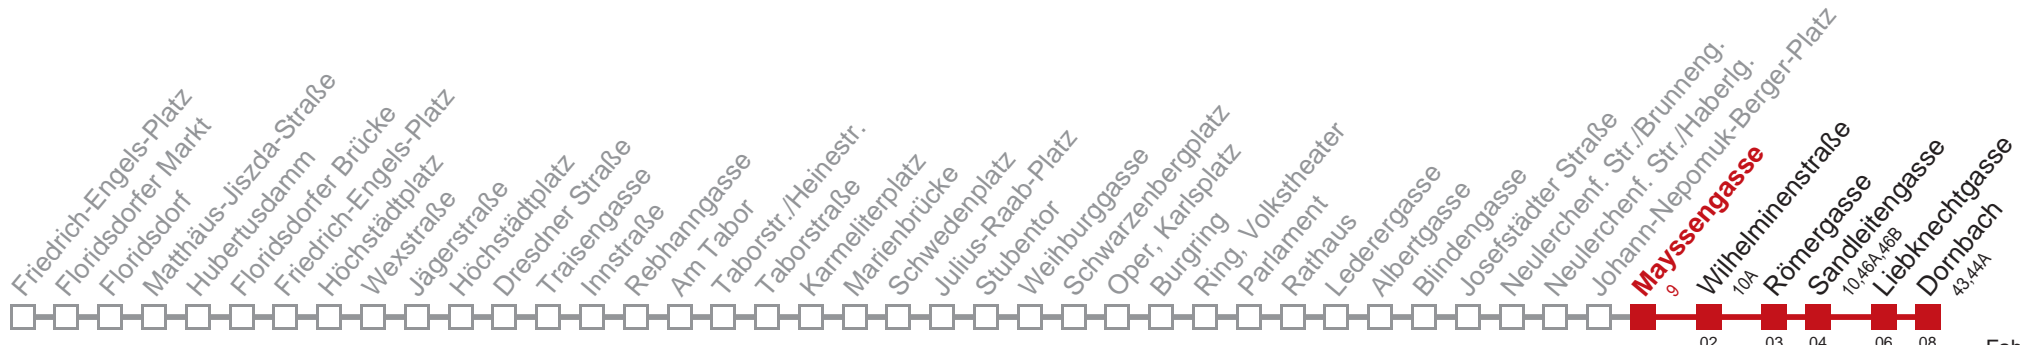 Friedrich-Engels-Platz
Floridsdorfer Markt
Floridsdorf
Matthäus-Jiszda-Straße
Hubertusdamm
Floridsdorfer Brücke
Friedrich-Engels-Platz
Höchstädtplatz
Wexstraße
Jägerstraße
Höchstädtplatz
Dresdner Straße
Traisengasse
Innstraße
Rebhanngasse
Am Tabor
Taborstr./Heinestr.
Taborstraße
Karmeliterplatz
Marienbrücke
Schwedenplatz
Julius-Raab-Platz
Stubentor
Weihburggasse
Schwarzenbergplatz
Oper, Karlsplatz
Burgring
Ring, Volkstheater
Parlament
Rathaus
Lederergasse
Albertgasse
Blindengasse
Josefstädter Straße
Neulerchenf. Str./Brunneng.
Neulerchenf. Str./Haberlg.
Johann-Nepomuk-Berger-Platz
Mayssengasse
9
Wilhelminenstraße
10A
Römergasse
Sandleitengasse
10,46A,46B
Liebknechtgasse
Dornbach
43,44A
02 03 04 06 08